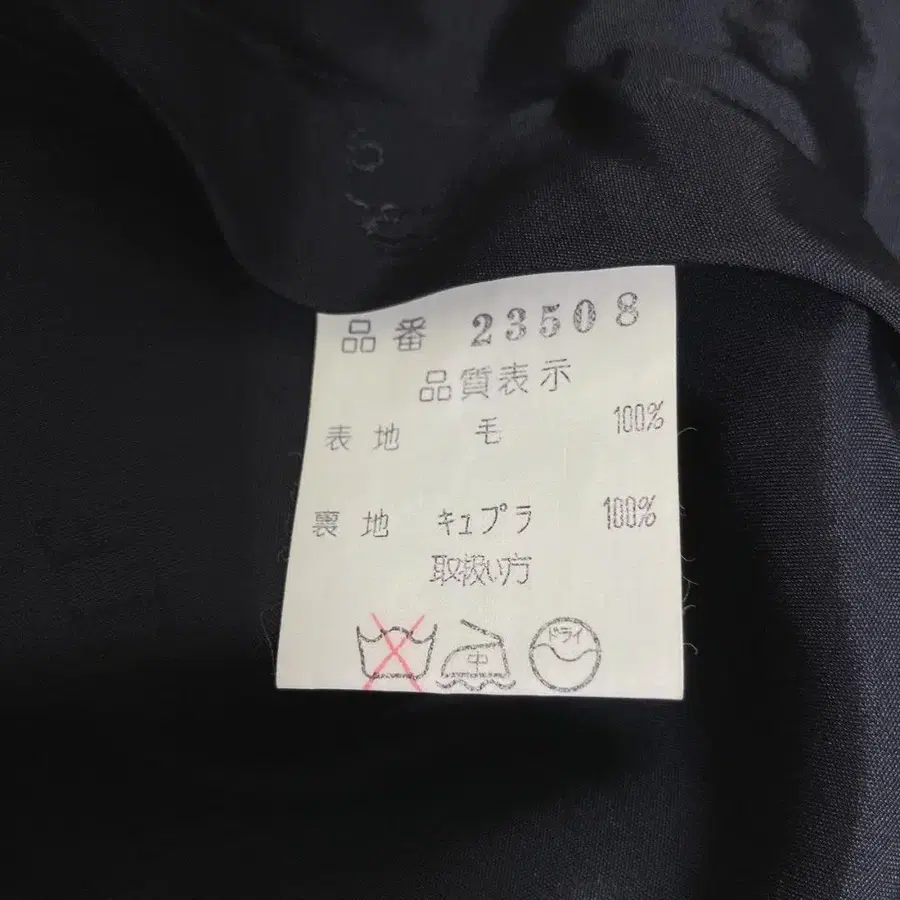 品番 23508
品質表示
表地 毛 100%
裏地 キュプラ 100%
取扱い方
中 ドライ